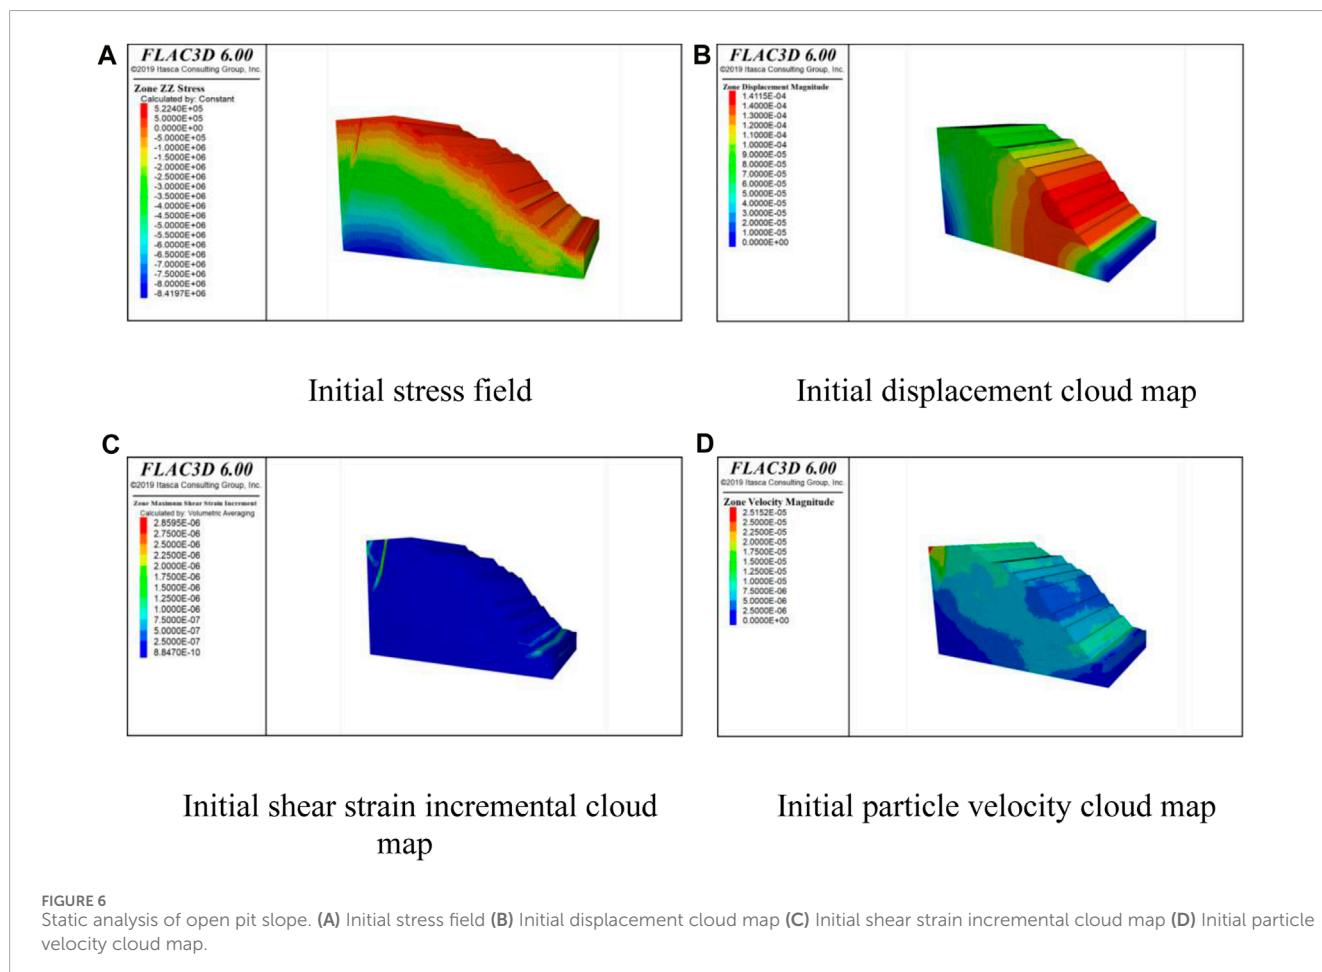 A
FLAC3D 6.00
©2019 Itasca Consulting Group, Inc.
Zone ZZ Stress
Calculated by: Constant
5.2240E+05
5.0000E+05
0.0000E+00
-5.0000E+05
-1.0000E+06
-1.5000E+06
-2.0000E+06
-2.5000E+06
-3.0000E+06
-3.5000E+06
-4.0000E+06
-4.5000E+06
-5.0000E+06
-5.5000E+06
-6.0000E+06
-6.5000E+06
-7.0000E+06
-7.5000E+06
-8.0000E+06
-8.4197E+06
Initial stress field
B
FLAC3D 6.00
©2019 Itasca Consulting Group, Inc.
Zone Displacement Magnitude
1.4115E-04
1.4000E-04
1.3000E-04
1.2000E-04
1.1000E-04
1.0000E-04
9.0000E-05
8.0000E-05
7.0000E-05
6.0000E-05
5.0000E-05
4.0000E-05
3.0000E-05
2.0000E-05
1.0000E-05
0.0000E+00
Initial displacement cloud map
C
FLAC3D 6.00
©2019 Itasca Consulting Group, Inc.
Zone Maximum Shear Strain Increment
Calculated by: Volumetric Averaging
2.8595E-06
2.7500E-06
2.5000E-06
2.2500E-06
2.0000E-06
1.7500E-06
1.5000E-06
1.2500E-06
1.0000E-06
7.5000E-07
5.0000E-07
2.5000E-07
8.8470E-10
Initial shear strain incremental cloud
map
D
FLAC3D 6.00
©2019 Itasca Consulting Group, Inc.
Zone Velocity Magnitude
2.5152E-05
2.5000E-05
2.2500E-05
2.0000E-05
1.7500E-05
1.5000E-05
1.2500E-05
1.0000E-05
7.5000E-06
5.0000E-06
2.5000E-06
0.0000E+00
Initial particle velocity cloud map
FIGURE 6
Static analysis of open pit slope. (A) Initial stress field (B) Initial displacement cloud map (C) Initial shear strain incremental cloud map (D) Initial particle
velocity cloud map.